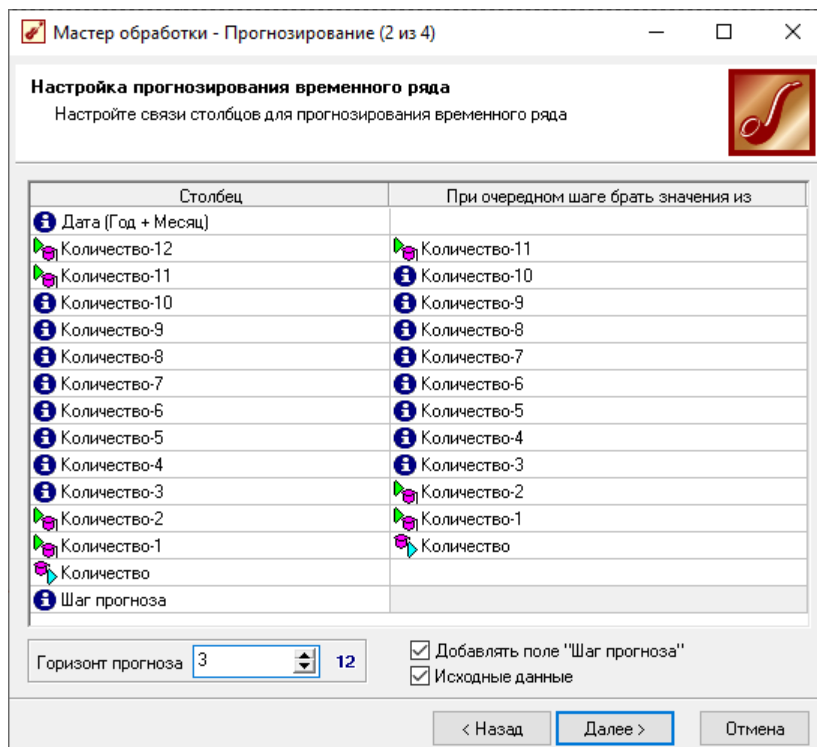 Мастер обработки - Прогнозирование (2 из 4)
Настройка прогнозирования временного ряда
Настройте связи столбцов для прогнозирования временного ряда
Столбец При очередном шаге брать значения из
Дата (Год + Месяц)
Количество-12 Количество-11
Количество-11 Количество-10
Количество-10 Количество-9
Количество-9 Количество-8
Количество-8 Количество-7
Количество-7 Количество-6
Количество-6 Количество-5
Количество-5 Количество-4
Количество-4 Количество-3
Количество-3 Количество-2
Количество-2 Количество-1
Количество-1 Количество
Количество
Шаг прогноза
Горизонт прогноза 3 12
Добавлять поле "Шаг прогноза"
Исходные данные
< Назад Далее > Отмена